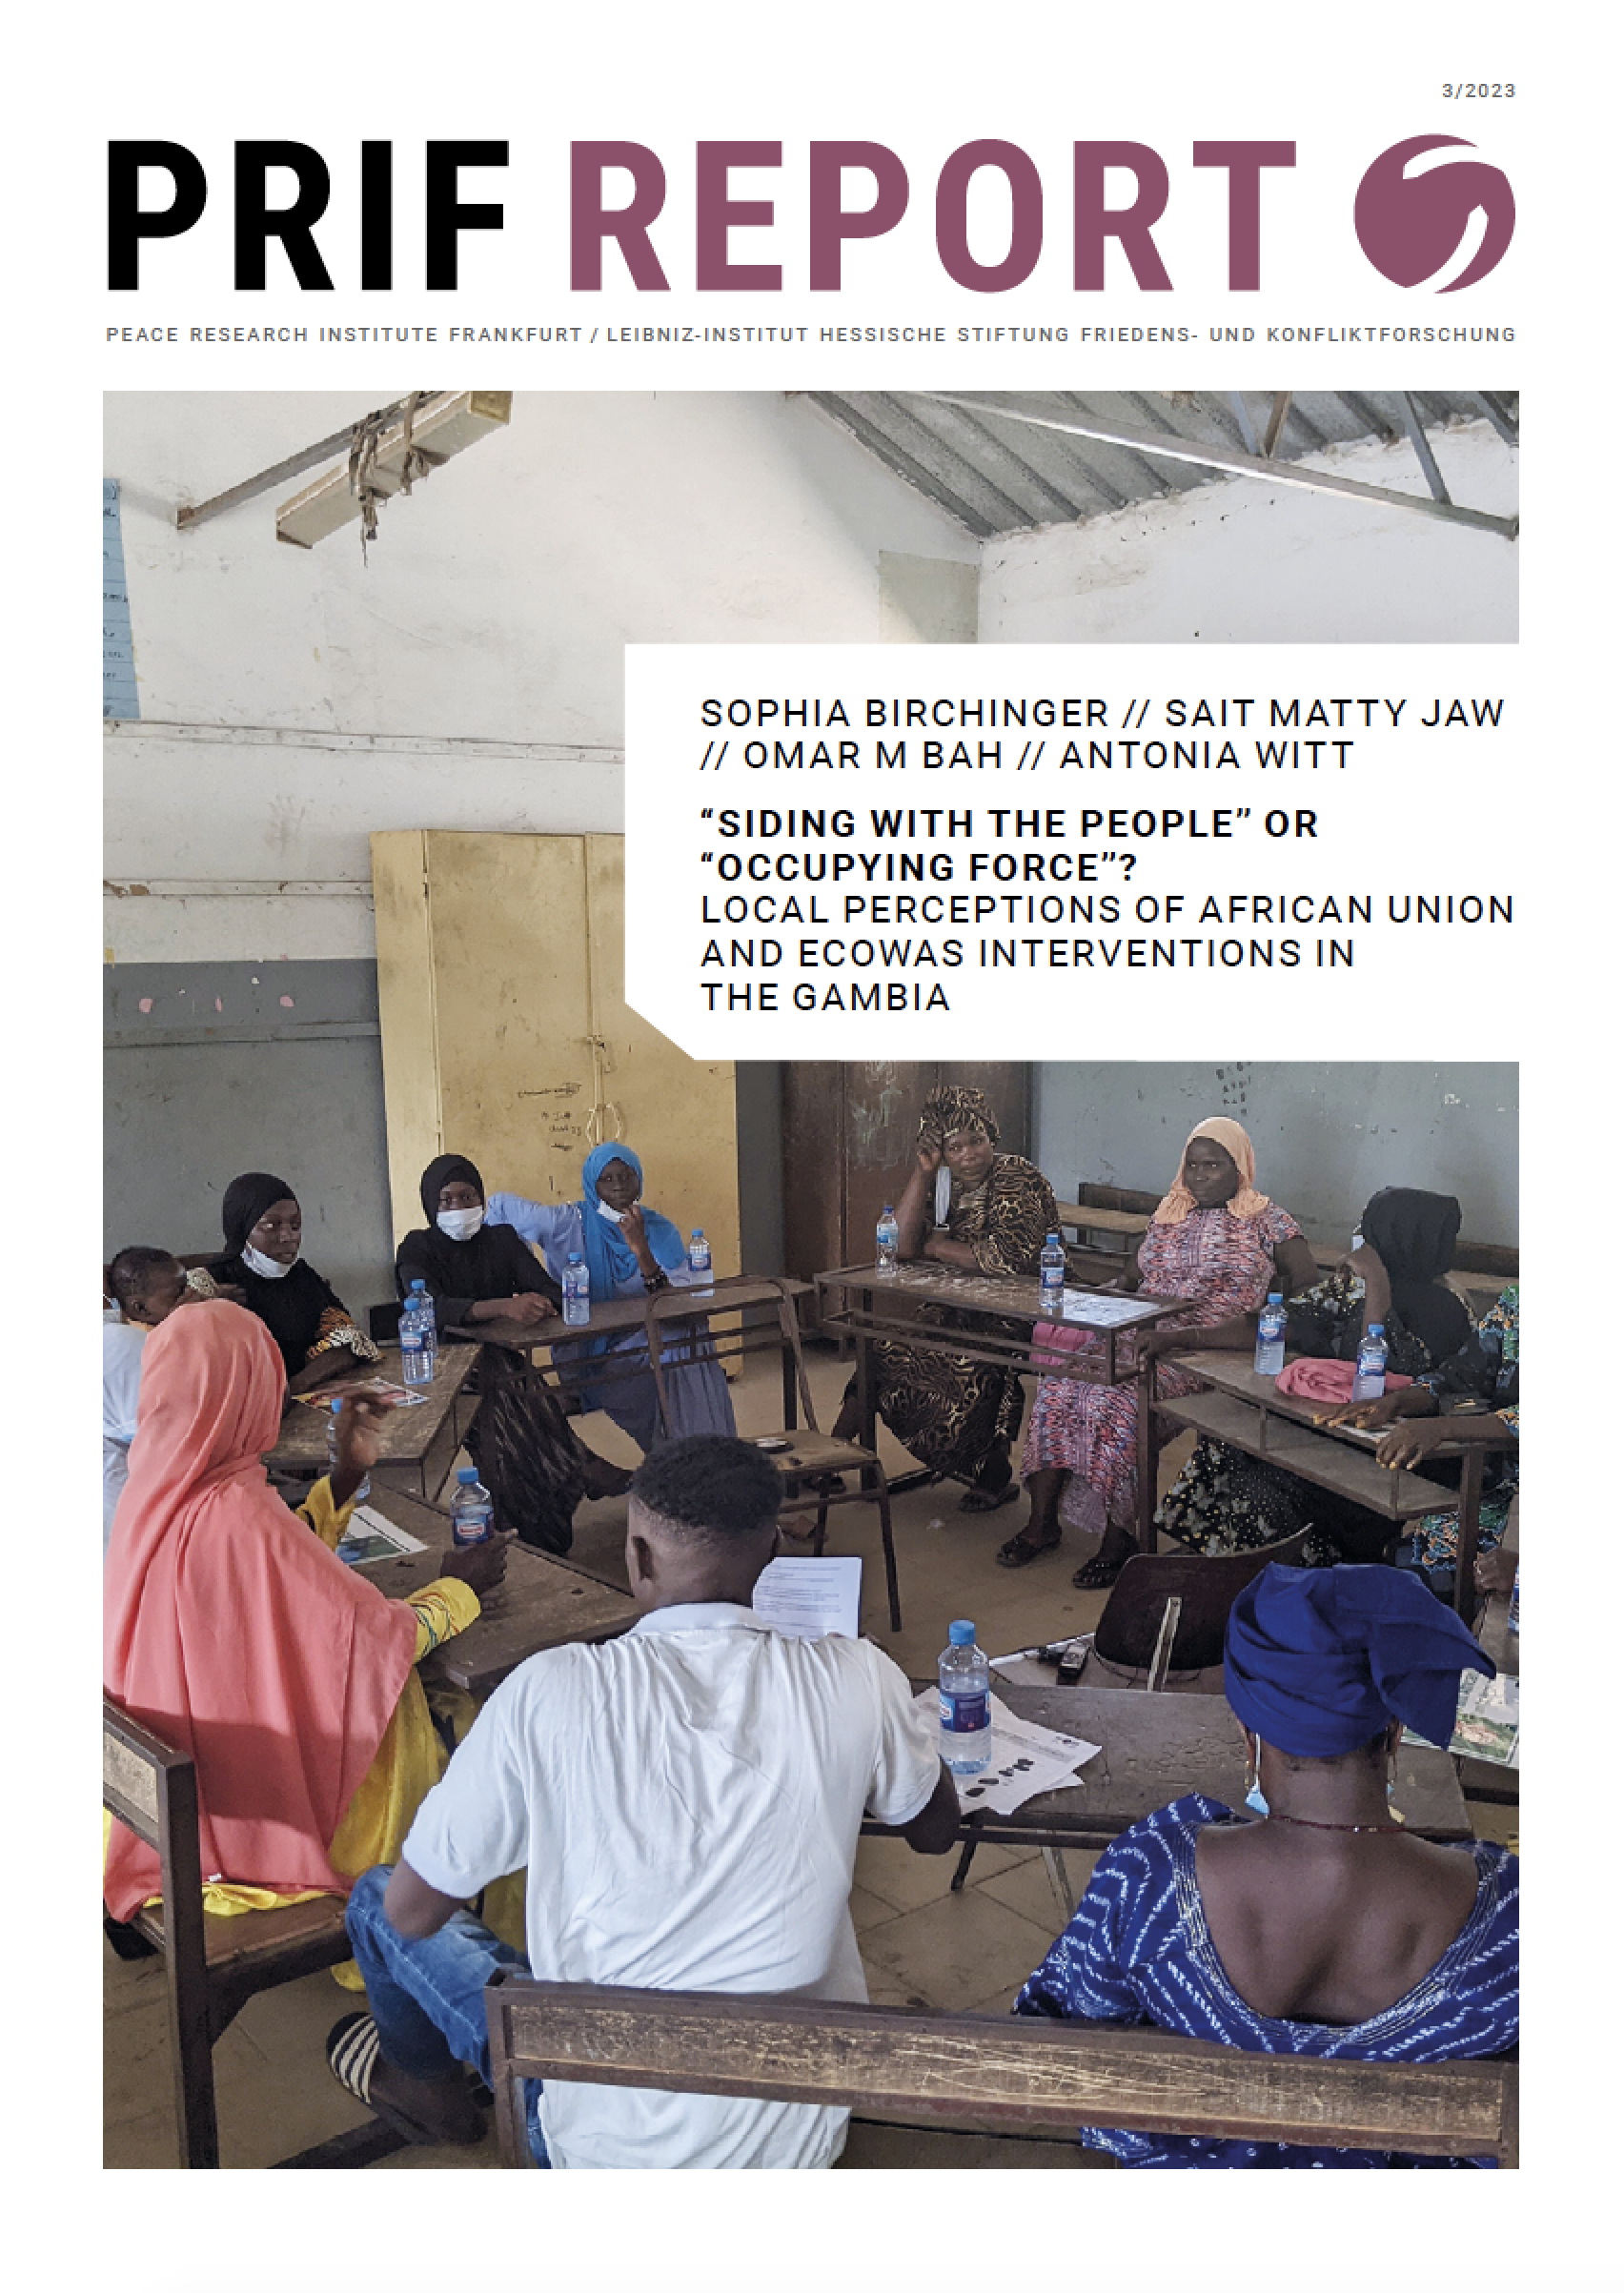 3/2023
PRIF REPORT
PEACE RESEARCH INSTITUTE FRANKFURT / LEIBNIZ-INSTITUT HESSISCHE STIFTUNG FRIEDENS- UND KONFLIKTFORSCHUNG
SOPHIA BIRCHINGER // SAIT MATTY JAW
// OMAR M BAH // ANTONIA WITT
“SIDING WITH THE PEOPLE” OR
“OCCUPYING FORCE”?
LOCAL PERCEPTIONS OF AFRICAN UNION
AND ECOWAS INTERVENTIONS IN
THE GAMBIA